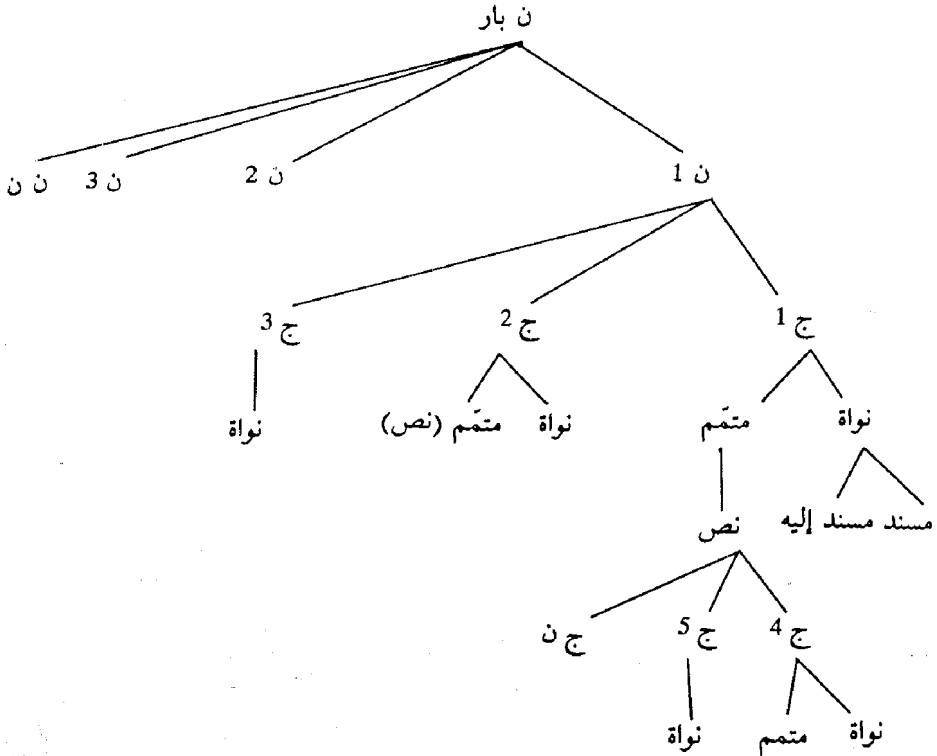 ن بار
ن 1 ن 2 ن 3 ن ن
ج 1 ج 2 ج 3
نواة متمّم نواة متمّم (نص) نواة
مسند مسند إليه نص
ج 4 ج 5 ج ن
نواة متمم نواة